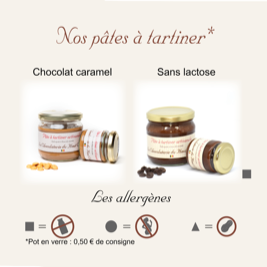 Nos pâtes à tartiner*
Chocolat caramel
Sans lactose
Les allergènes
= = =
*Pot en verre : 0,50 € de consigne